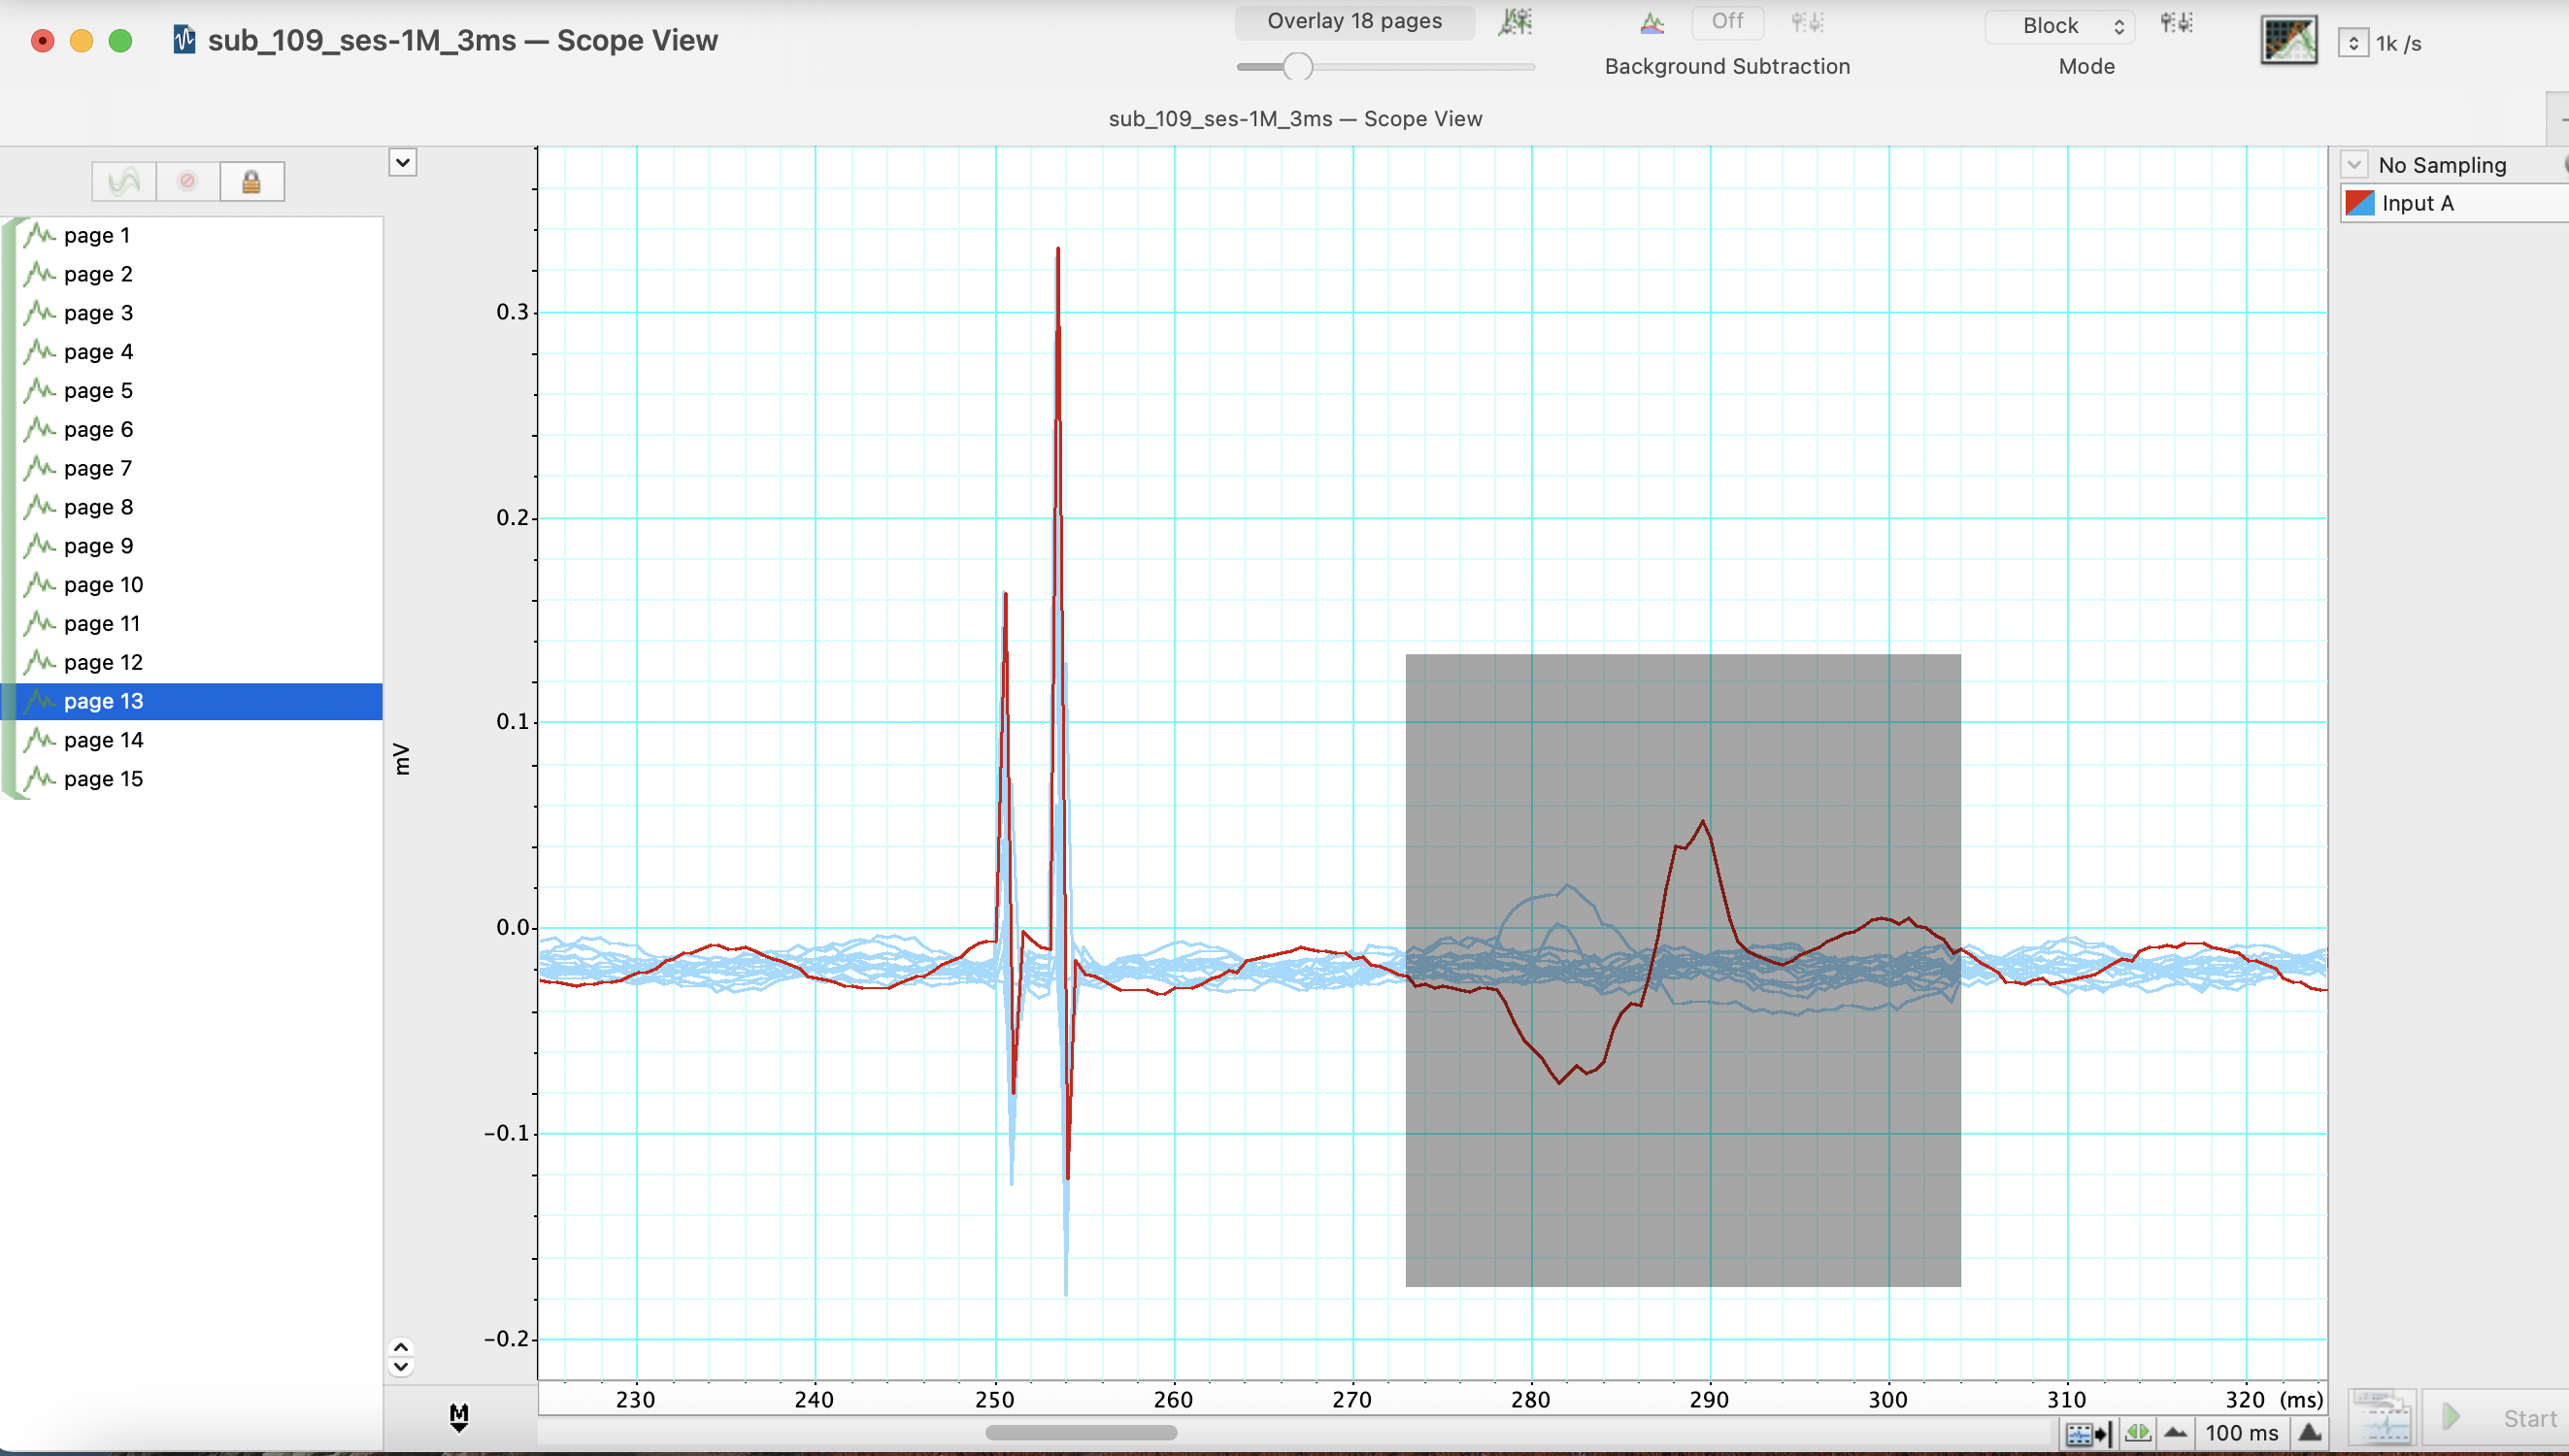 sub_109_ses-1M_3ms — Scope View
Overlay 18 pages
Off
Background Subtraction
Block
Mode
1k /s
sub_109_ses-1M_3ms — Scope View
page 1
page 2
page 3
page 4
page 5
page 6
page 7
page 8
page 9
page 10
page 11
page 12
page 13
page 14
page 15
mV
0.3
0.2
0.1
0.0
−0.1
−0.2
No Sampling
Input A
230 240 250 260 270 280 290 300 310 320 (ms)
M
100 ms
Start